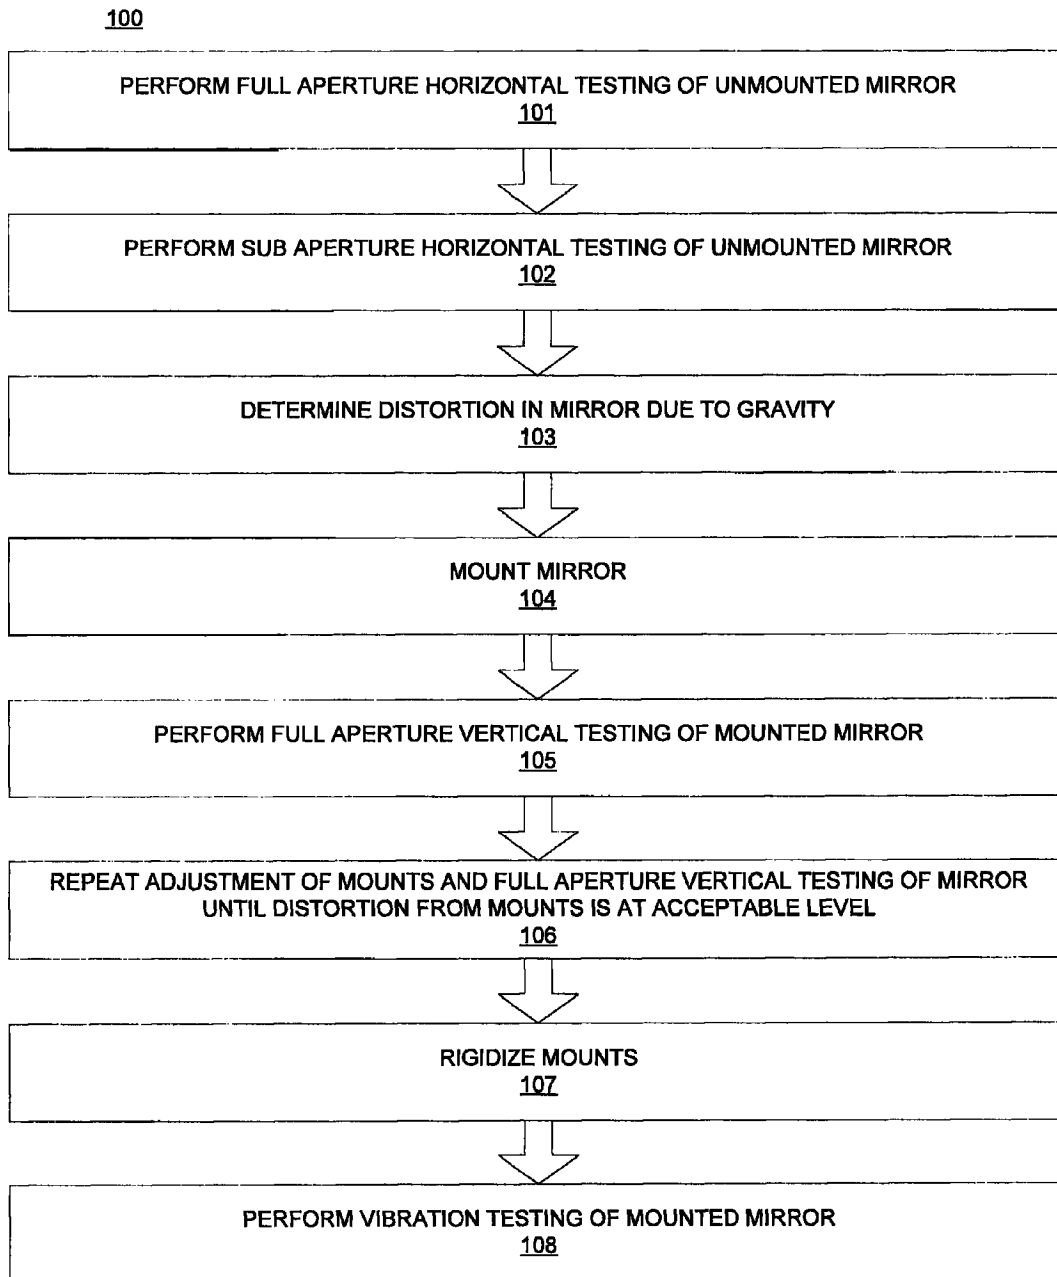 100
PERFORM FULL APERTURE HORIZONTAL TESTING OF UNMOUNTED MIRROR
101
PERFORM SUB APERTURE HORIZONTAL TESTING OF UNMOUNTED MIRROR
102
DETERMINE DISTORTION IN MIRROR DUE TO GRAVITY
103
MOUNT MIRROR
104
PERFORM FULL APERTURE VERTICAL TESTING OF MOUNTED MIRROR
105
REPEAT ADJUSTMENT OF MOUNTS AND FULL APERTURE VERTICAL TESTING OF MIRROR
UNTIL DISTORTION FROM MOUNTS IS AT ACCEPTABLE LEVEL
106
RIGIDIZE MOUNTS
107
PERFORM VIBRATION TESTING OF MOUNTED MIRROR
108